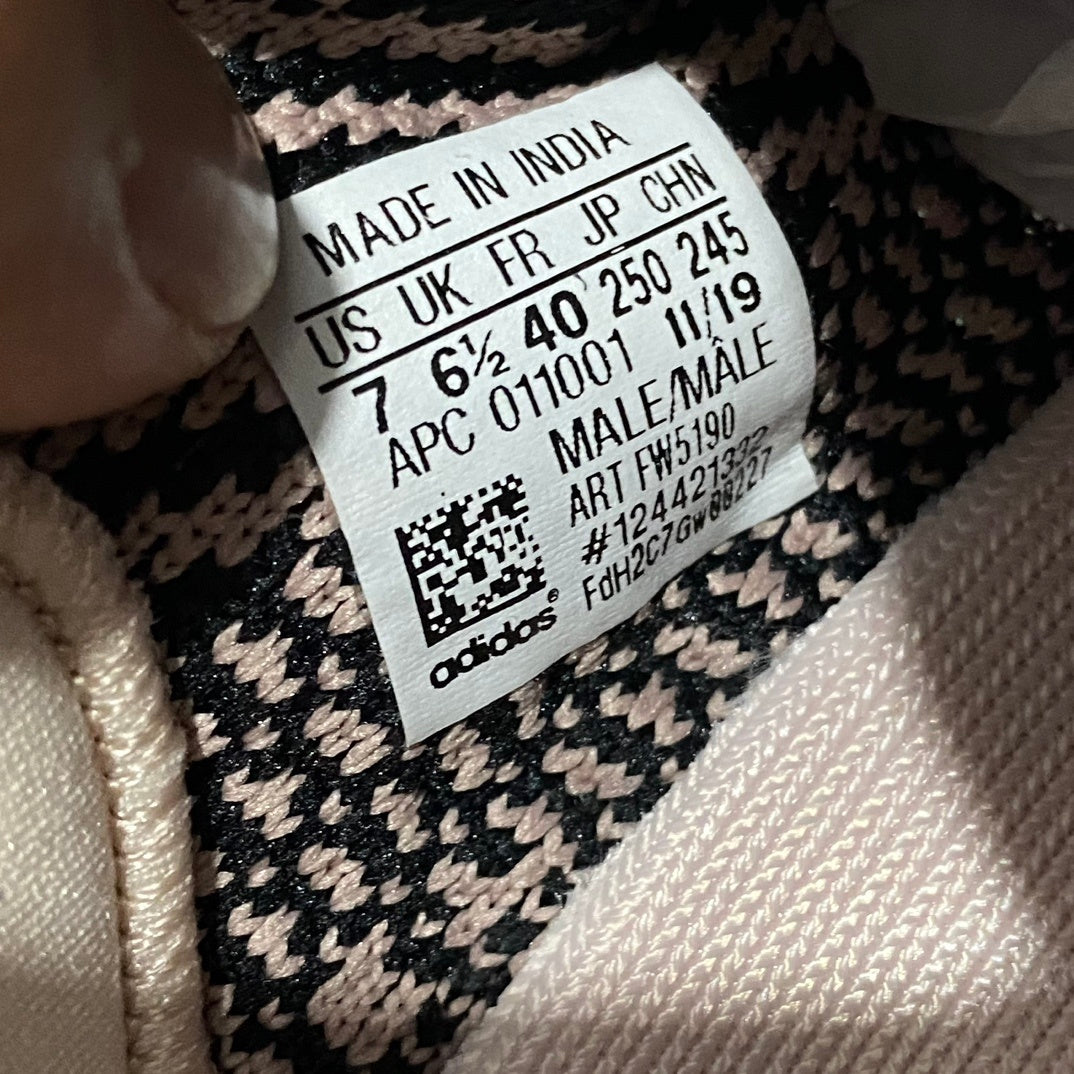 MADE IN INDIA
US UK FR JP CHN
7 6½ 40 250 245
APC 011001 11/19
MALE/MÂLE
ART FW5190
#124421332
FdH2C7GW00227
adidas®